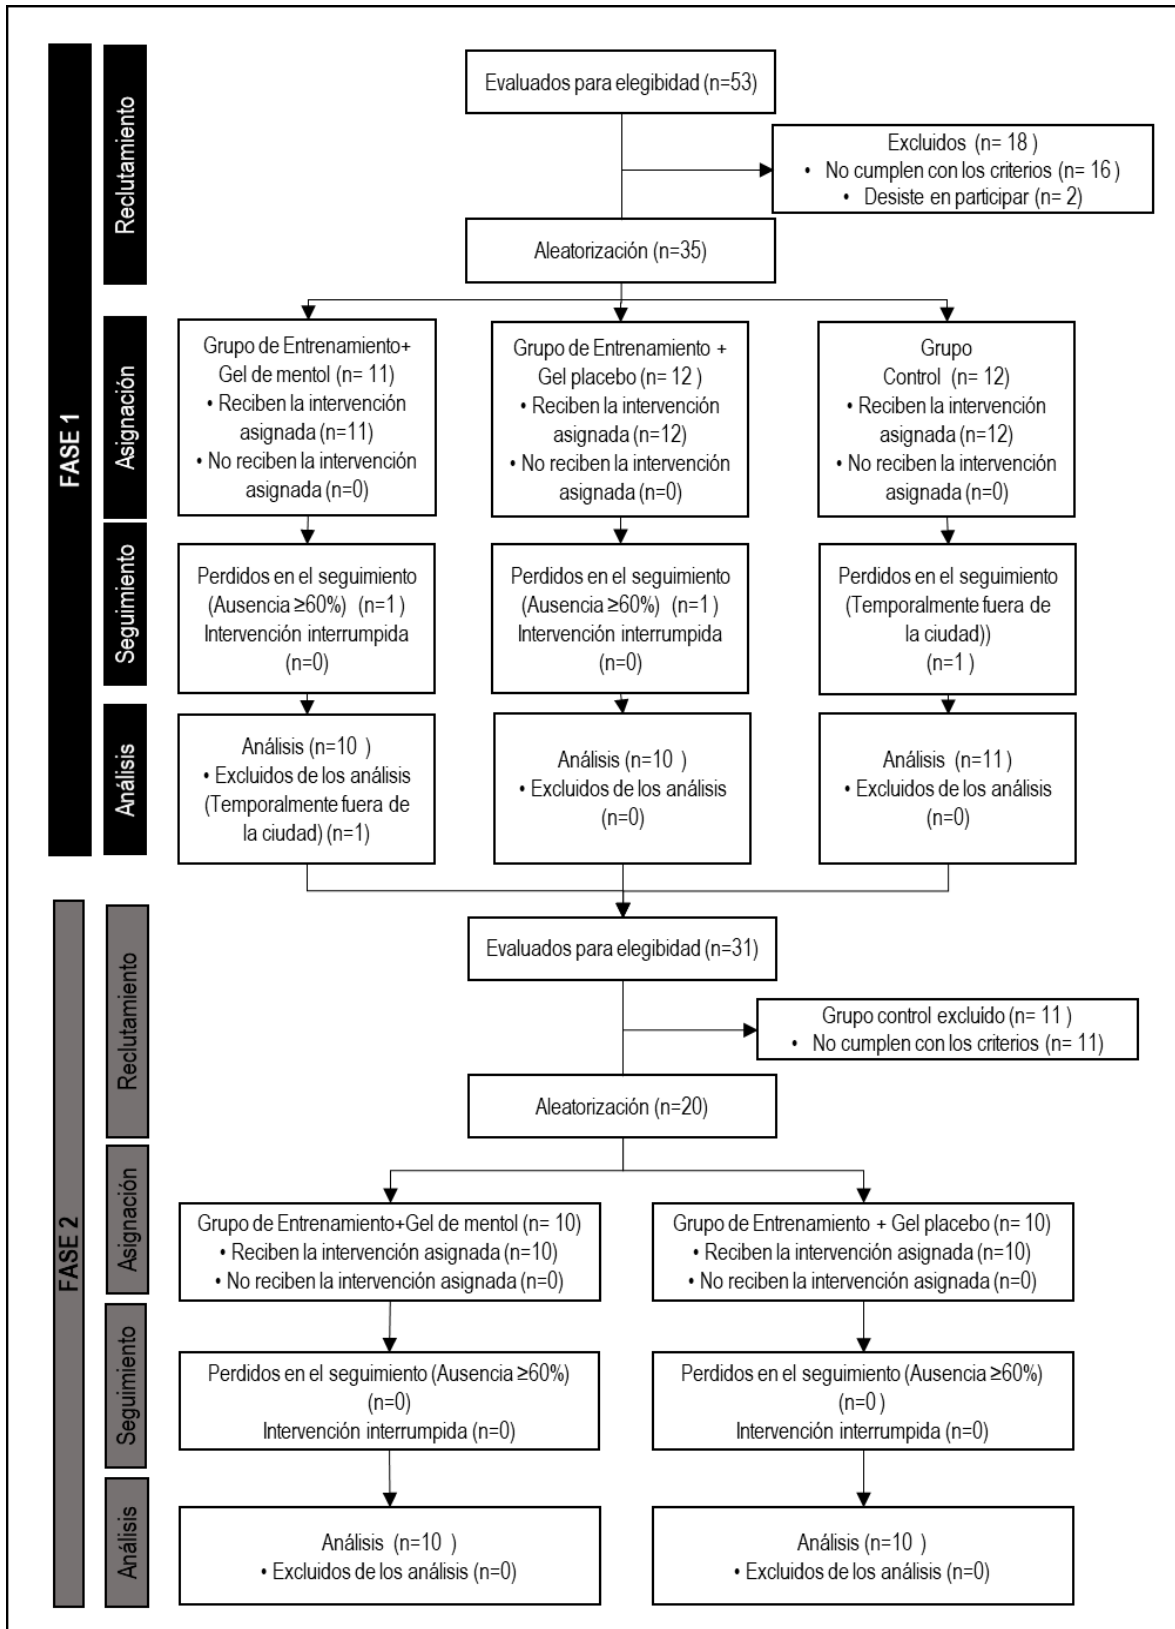 FASE 1
Reclutamiento
Evaluados para elegibidad (n=53)
Excluidos (n= 18 )
• No cumplen con los criterios (n= 16 )
• Desiste en participar (n= 2)
Aleatorización (n=35)
Asignación
Grupo de Entrenamiento+
Gel de mentol (n= 11)
• Reciben la intervención
asignada (n=11)
• No reciben la intervención
asignada (n=0)
Grupo de Entrenamiento +
Gel placebo (n= 12 )
• Reciben la intervención
asignada (n=12)
• No reciben la intervención
asignada (n=0)
Grupo
Control (n= 12)
• Reciben la intervención
asignada (n=12)
• No reciben la intervención
asignada (n=0)
Seguimiento
Perdidos en el seguimiento
(Ausencia ≥60%) (n=1 )
Intervención interrumpida
(n=0)
Perdidos en el seguimiento
(Ausencia ≥60%) (n=1 )
Intervención interrumpida
(n=0)
Perdidos en el seguimiento
(Temporalmente fuera de
la ciudad))
(n=1 )
Análisis
Análisis (n=10 )
• Excluidos de los análisis
(Temporalmente fuera de
la ciudad) (n=1)
Análisis (n=10 )
• Excluidos de los análisis
(n=0)
Análisis (n=11)
• Excluidos de los análisis
(n=0)
FASE 2
Reclutamiento
Evaluados para elegibidad (n=31)
Grupo control excluído (n= 11 )
• No cumplen con los criterios (n= 11)
Aleatorización (n=20)
Asignación
Grupo de Entrenamiento+Gel de mentol (n= 10)
• Reciben la intervención asignada (n=10)
• No reciben la intervención asignada (n=0)
Grupo de Entrenamiento + Gel placebo (n= 10)
• Reciben la intervención asignada (n=10)
• No reciben la intervención asignada (n=0)
Seguimiento
Perdidos en el seguimiento (Ausencia ≥60%)
(n=0)
Intervención interrumpida (n=0)
Perdidos en el seguimiento (Ausencia ≥60%)
(n=0 )
Intervención interrumpida (n=0)
Análisis
Análisis (n=10 )
• Excluidos de los análisis (n=0)
Análisis (n=10 )
• Excluidos de los análisis (n=0)